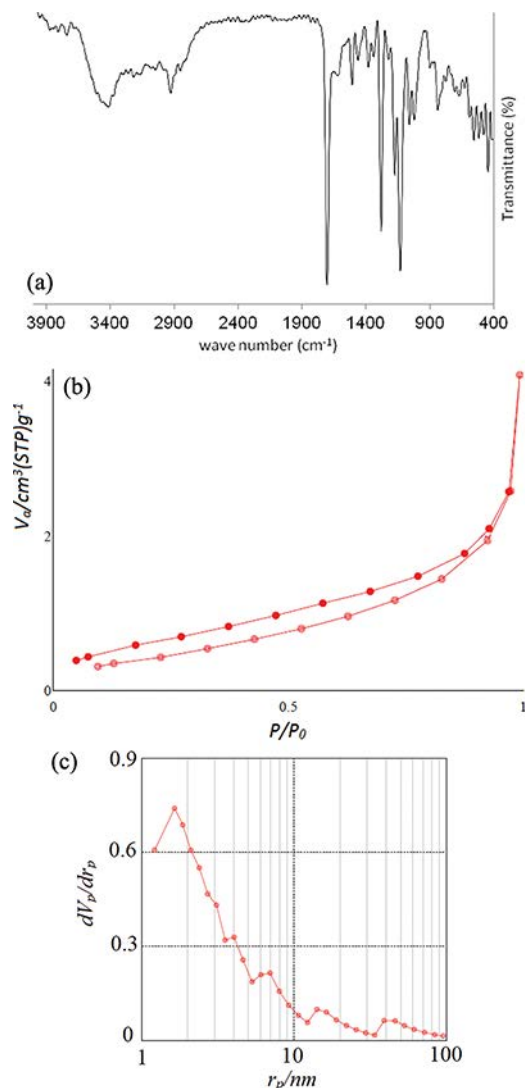 Transmittance (%)
(a)
3900 3400 2900 2400 1900 1400 900 400
wave number (cm⁻¹)
(b)
4
2
0
Vₐ/cm³(STP)g⁻¹
0 0.5 1
P/P₀
(c)
0.9
0.6
0.3
0
dVₚ/drₚ
1 10 100
rₚ/nm